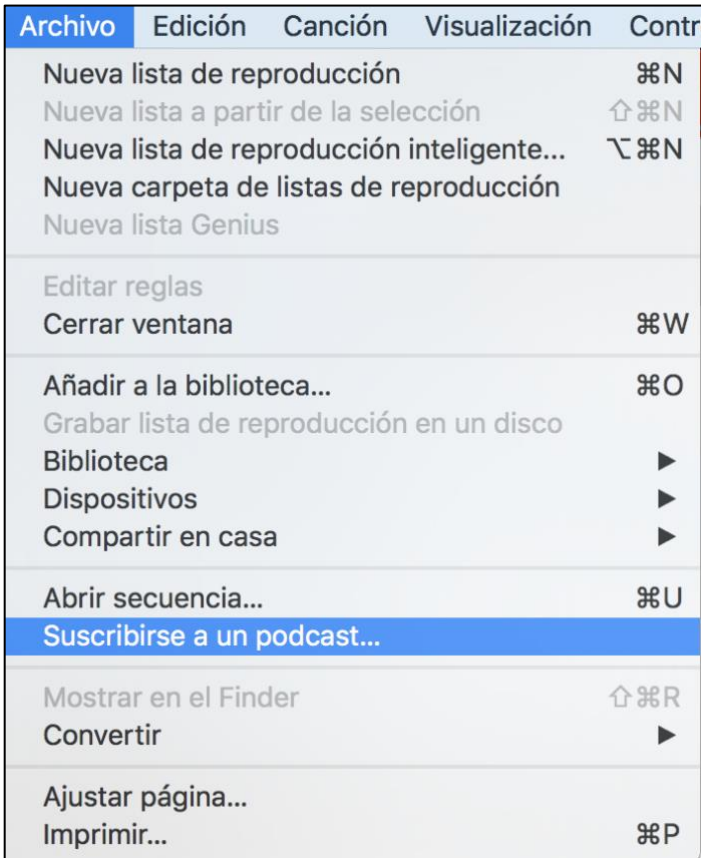 Archivo Edición Canción Visualización Contr
Nueva lista de reproducción ⌘N
Nueva lista a partir de la selección ⇧⌘N
Nueva lista de reproducción inteligente... ⌥⌘N
Nueva carpeta de listas de reproducción
Nueva lista Genius
Editar reglas
Cerrar ventana ⌘W
Añadir a la biblioteca... ⌘O
Grabar lista de reproducción en un disco
Biblioteca ▶
Dispositivos ▶
Compartir en casa ▶
Abrir secuencia... ⌘U
Suscribirse a un podcast...
Mostrar en el Finder ⇧⌘R
Convertir ▶
Ajustar página...
Imprimir... ⌘P